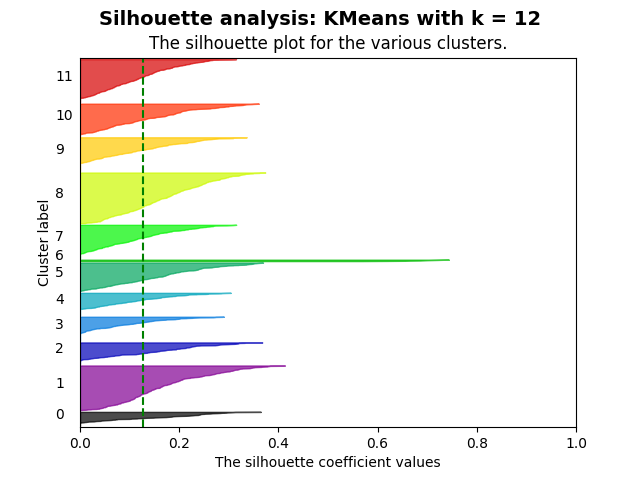 Silhouette analysis: KMeans with k = 12
The silhouette plot for the various clusters.
11
10
9
8
7
6
5
4
3
2
1
0
Cluster label
0.0 0.2 0.4 0.6 0.8 1.0
The silhouette coefficient values